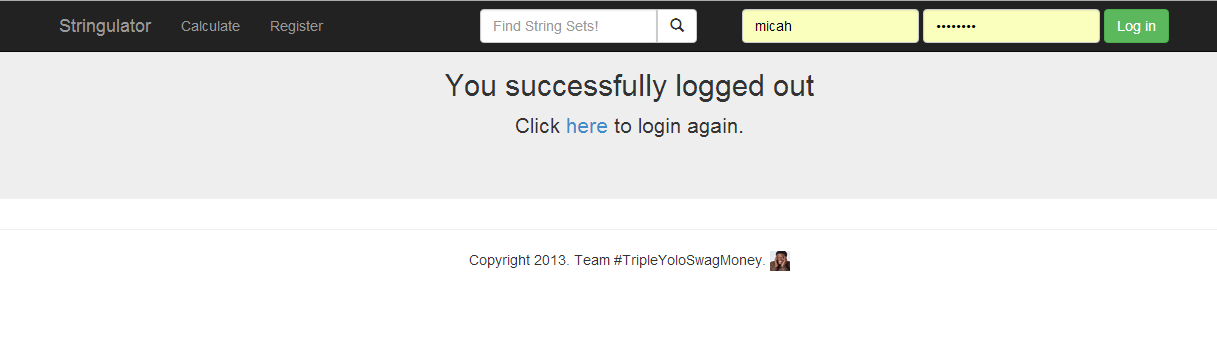 Stringulator Calculate Register Find String Sets! micah •••••••• Log in
You successfully logged out
Click here to login again.
Copyright 2013. Team #TripleYoloSwagMoney.